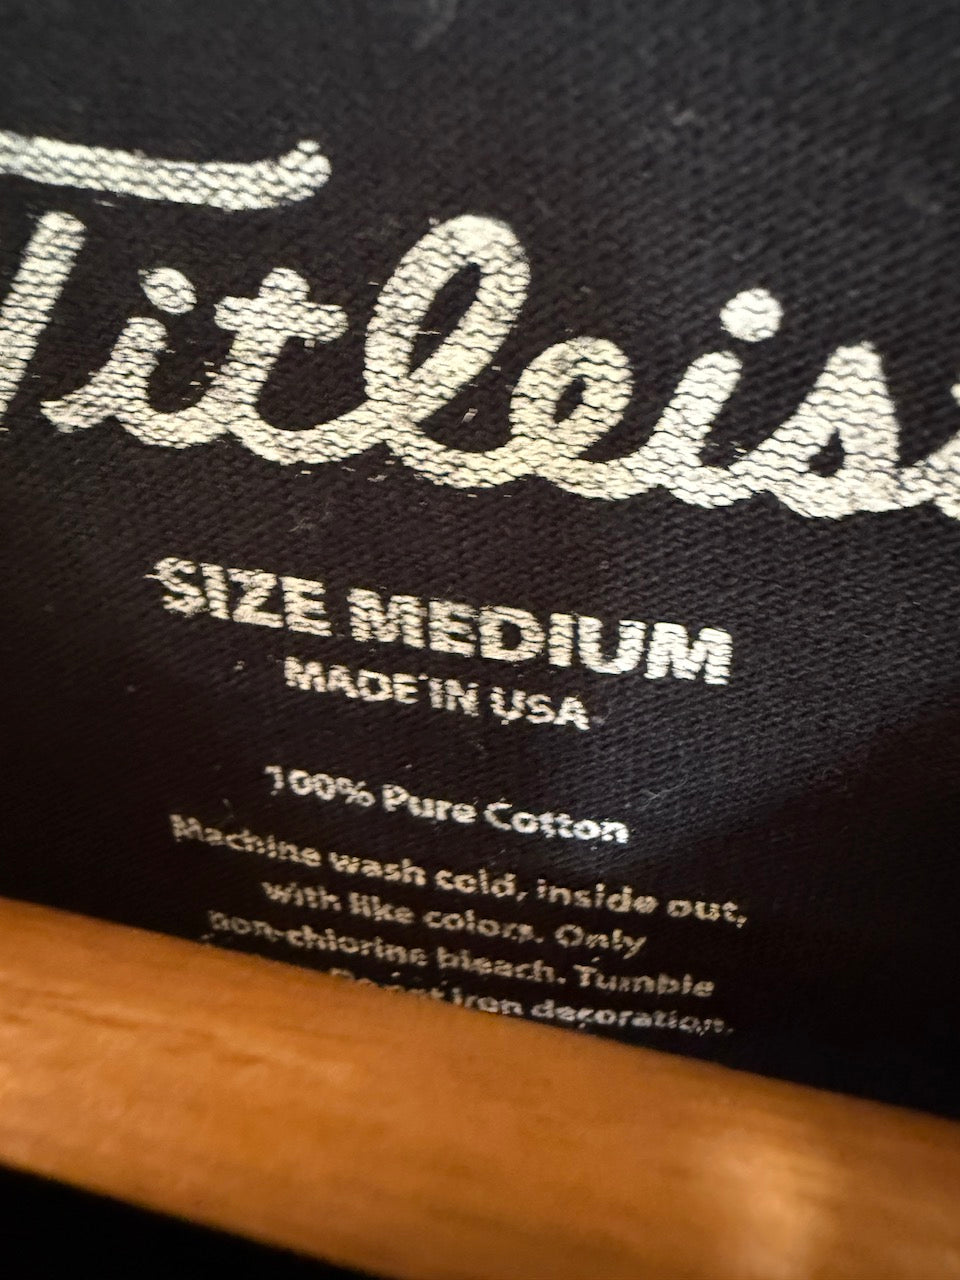 Titleis
SIZE MEDIUM
MADE IN USA
100% Pure Cotton
Machine wash cold, inside out,
with like colors. Only
non-chlorine bleach. Tumble
Do not iron decoration.